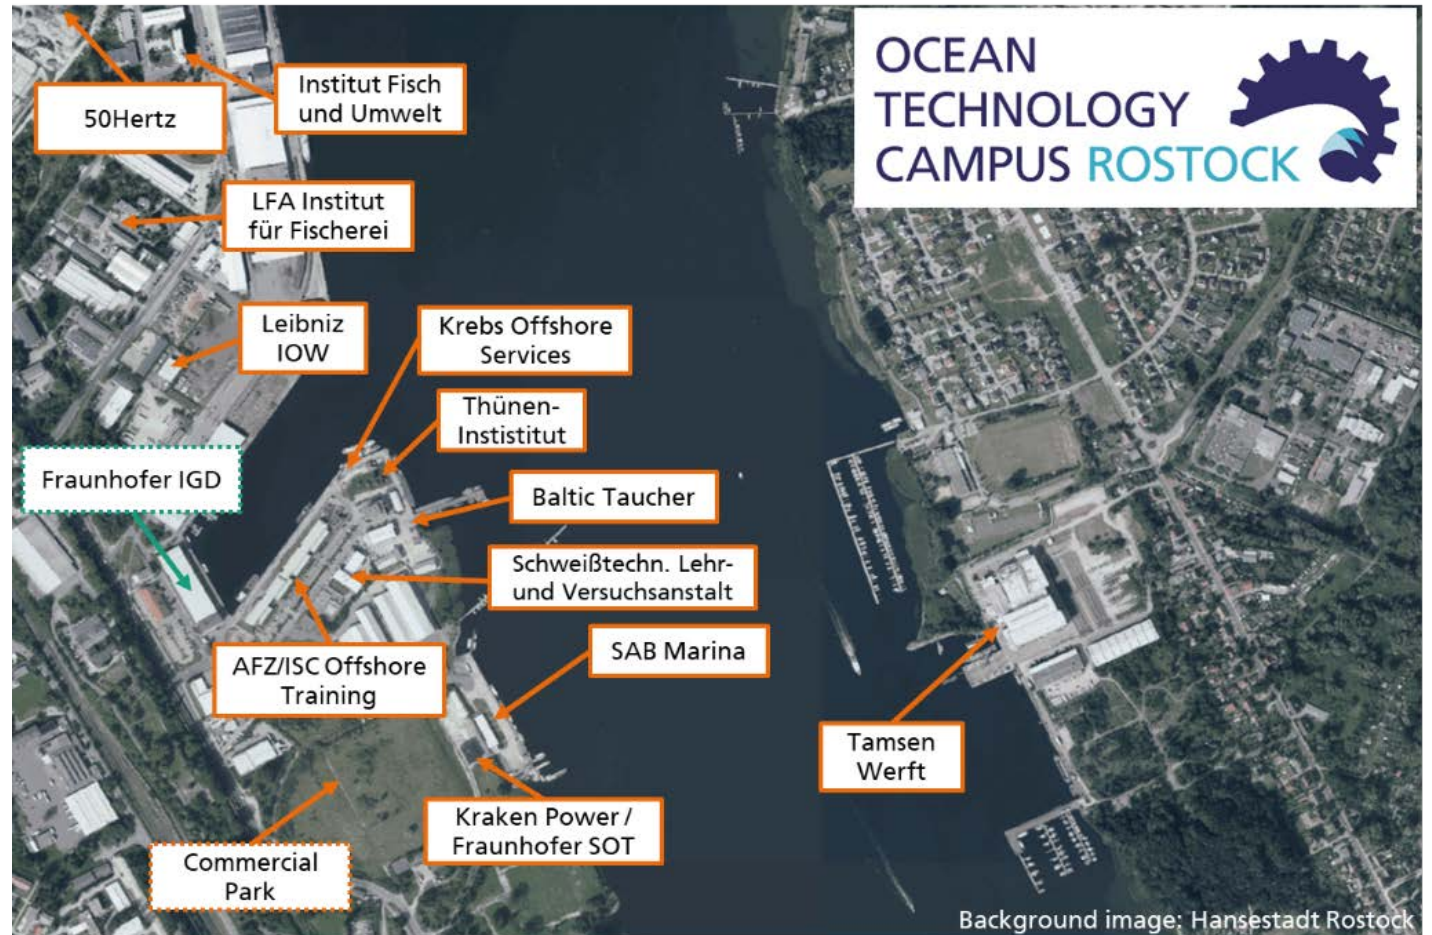 OCEAN
TECHNOLOGY
CAMPUS ROSTOCK
50Hertz
Institut Fisch
und Umwelt
LFA Institut
für Fischerei
Leibniz
IOW
Krebs Offshore
Services
Thünen-
Instistitut
Fraunhofer IGD
Baltic Taucher
Schweißtechn. Lehr-
und Versuchsanstalt
AFZ/ISC Offshore
Training
SAB Marina
Tamsen
Werft
Kraken Power /
Fraunhofer SOT
Commercial
Park
Background image: Hansestadt Rostock